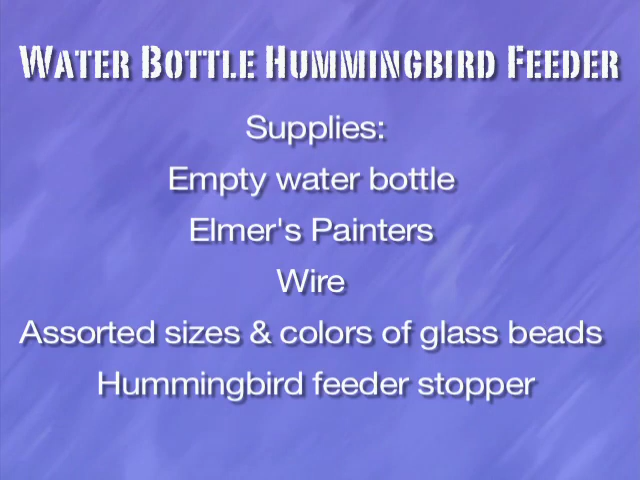 Water Bottle Hummingbird Feeder
Supplies:
Empty water bottle
Elmer's Painters
Wire
Assorted sizes & colors of glass beads
Hummingbird feeder stopper